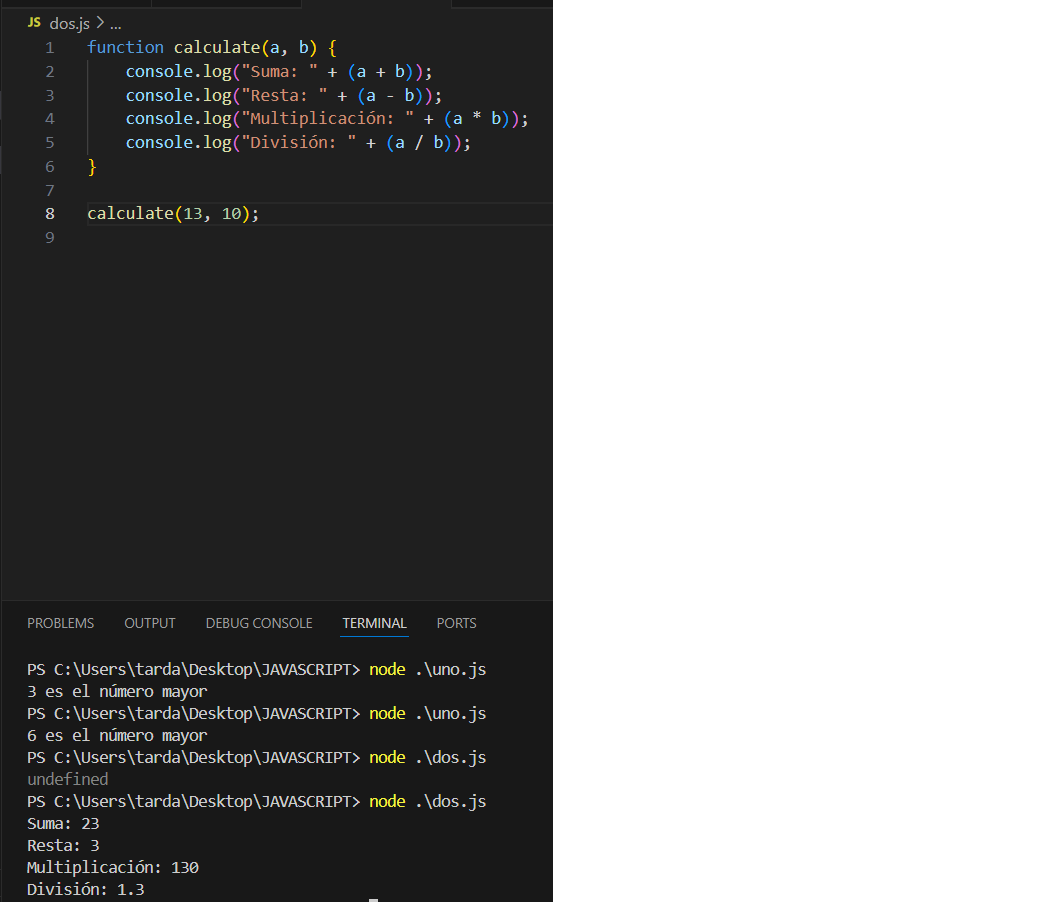 JS dos.js > ...
1 function calculate(a, b) {
2 console.log("Suma: " + (a + b));
3 console.log("Resta: " + (a - b));
4 console.log("Multiplicación: " + (a * b));
5 console.log("División: " + (a / b));
6 }
7
8 calculate(13, 10);
9
PROBLEMS OUTPUT DEBUG CONSOLE TERMINAL PORTS
PS C:\Users\tarda\Desktop\JAVASCRIPT> node .\uno.js
3 es el número mayor
PS C:\Users\tarda\Desktop\JAVASCRIPT> node .\uno.js
6 es el número mayor
PS C:\Users\tarda\Desktop\JAVASCRIPT> node .\dos.js
undefined
PS C:\Users\tarda\Desktop\JAVASCRIPT> node .\dos.js
Suma: 23
Resta: 3
Multiplicación: 130
División: 1.3